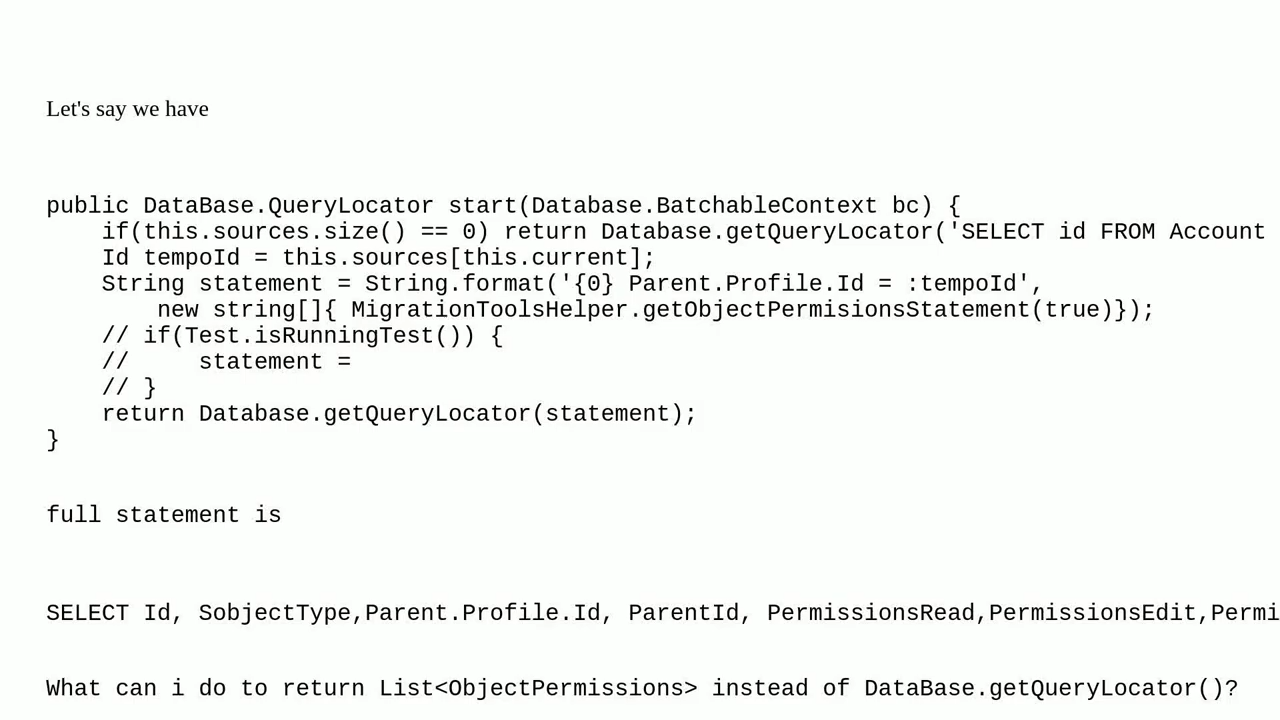 Let's say we have
public DataBase.QueryLocator start(Database.BatchableContext bc) {
    if(this.sources.size() == 0) return Database.getQueryLocator('SELECT id FROM Account
    Id tempoId = this.sources[this.current];
    String statement = String.format('{0} Parent.Profile.Id = :tempoId',
        new string[]{ MigrationToolsHelper.getObjectPermisionsStatement(true)});
    // if(Test.isRunningTest()) {
    //     statement =
    // }
    return Database.getQueryLocator(statement);
}
full statement is
SELECT Id, SobjectType,Parent.Profile.Id, ParentId, PermissionsRead,PermissionsEdit,Permi
What can i do to return List<ObjectPermissions> instead of DataBase.getQueryLocator()?